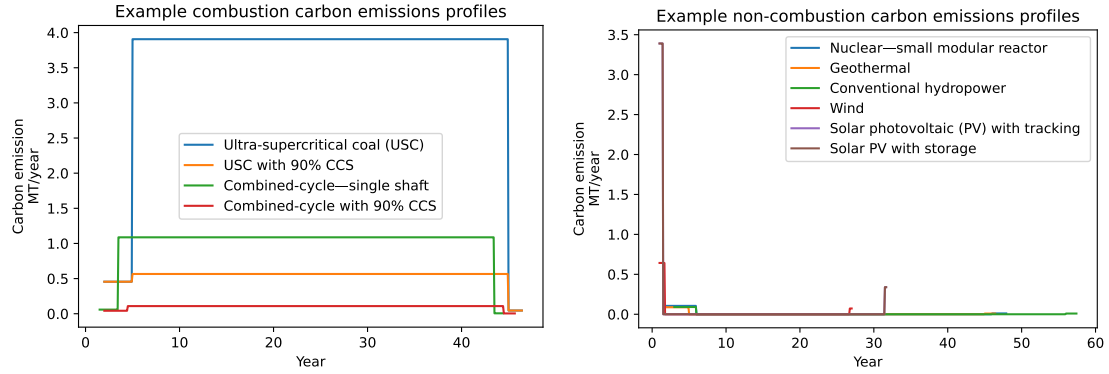 Example combustion carbon emissions profiles
4.0
3.5
3.0
2.5
2.0
1.5
1.0
0.5
0.0
Carbon emission
MT/year
Ultra-supercritical coal (USC)
USC with 90% CCS
Combined-cycle—single shaft
Combined-cycle with 90% CCS
0 10 20 30 40
Year
Example non-combustion carbon emissions profiles
3.5
3.0
2.5
2.0
1.5
1.0
0.5
0.0
Carbon emission
MT/year
Nuclear—small modular reactor
Geothermal
Conventional hydropower
Wind
Solar photovoltaic (PV) with tracking
Solar PV with storage
0 10 20 30 40 50 60
Year